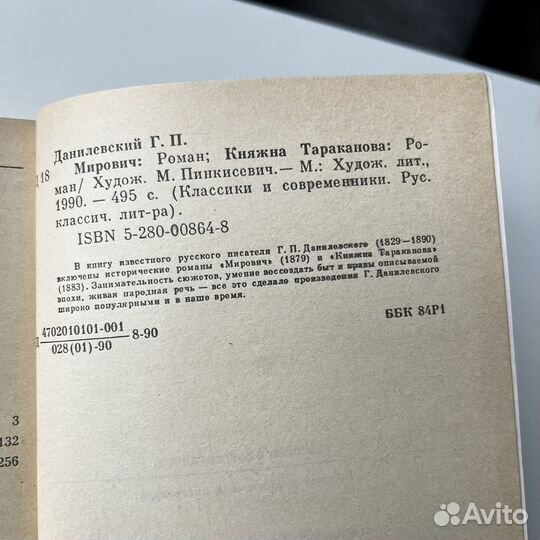 Данилевский Г. П.
Д 18 Мирович: Роман; Княжна Тараканова: Ро-
ман/ Худож. М. Пинкисевич.— М.: Худож. лит.,
1990.— 495 с. (Классики и современники. Рус.
классич. лит-ра).
ISBN 5-280-00864-8
В книгу известного русского писателя Г. П. Данилевского (1829—1890)
включены исторические романы «Мирович» (1879) и «Княжна Тараканова»
(1883). Занимательность сюжетов, умение воссоздать быт и нравы описываемой
эпохи, живая народная речь — все это сделало произведения Г. Данилевского
широко популярными и в наше время.
Д 4702010101-001 8-90
028(01)-90
ББК 84Р1
3
132
256
Avito